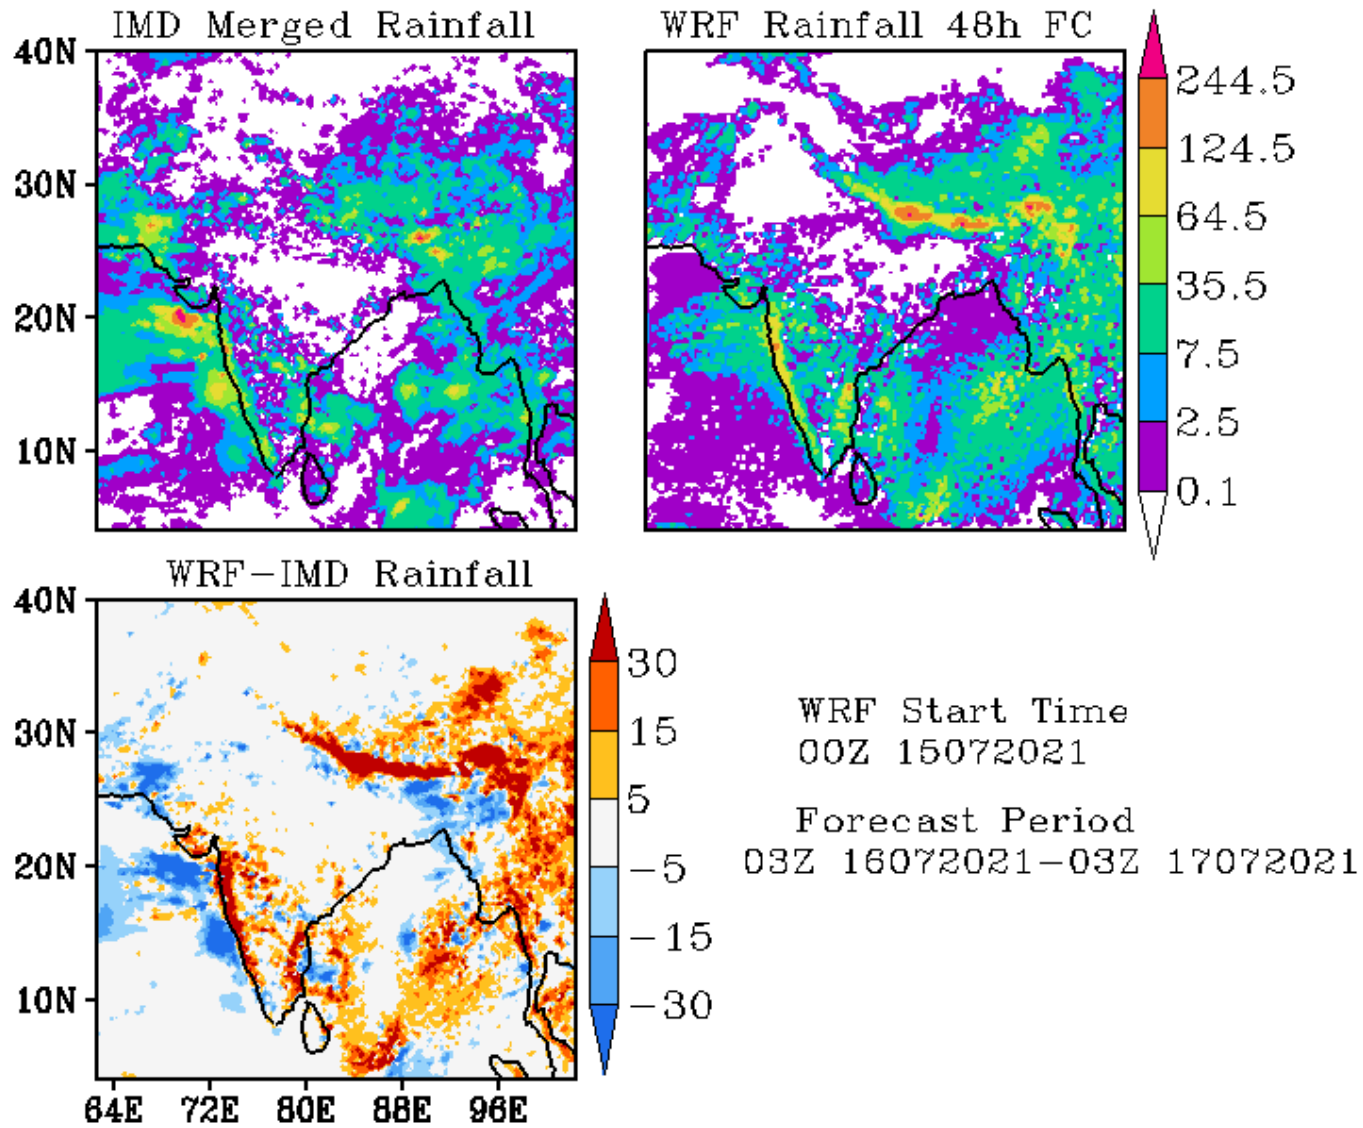 IMD Merged Rainfall
WRF Rainfall 48h FC
40N
30N
20N
10N
244.5
124.5
64.5
35.5
7.5
2.5
0.1
WRF-IMD Rainfall
40N
30N
20N
10N
64E 72E 80E 88E 96E
30
15
5
-5
-15
-30
WRF Start Time
00Z 15072021
Forecast Period
03Z 16072021-03Z 17072021